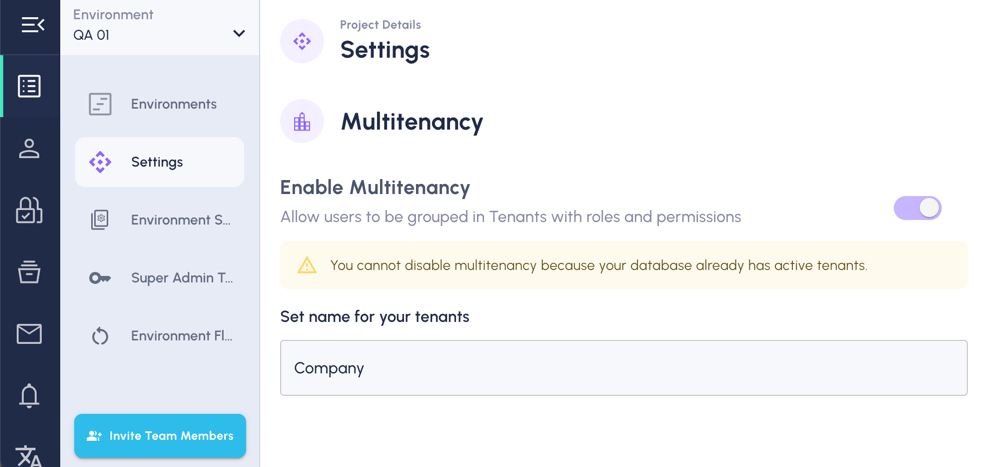 Environment
QA 01
Environments
Settings
Environment S...
Super Admin T...
Environment Fl...
Invite Team Members
Project Details
Settings
Multitenancy
Enable Multitenancy
Allow users to be grouped in Tenants with roles and permissions
You cannot disable multitenancy because your database already has active tenants.
Set name for your tenants
Company